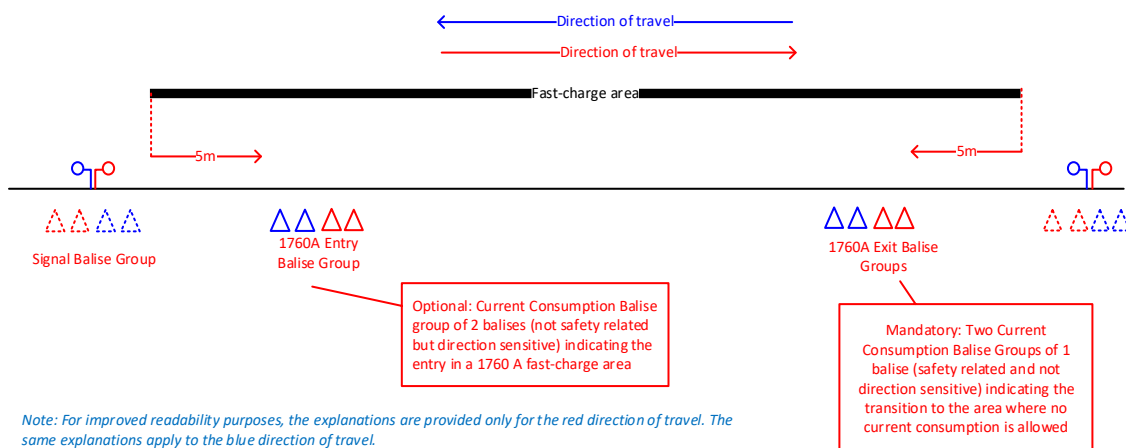 Direction of travel
Direction of travel
Fast-charge area
5m
5m
Signal Balise Group
1760A Entry
Balise Group
1760A Exit Balise
Groups
Optional: Current Consumption Balise
group of 2 balises (not safety related
but direction sensitive) indicating the
entry in a 1760 A fast-charge area
Mandatory: Two Current
Consumption Balise Groups of 1
balise (safety related and not
direction sensitive) indicating the
transition to the area where no
current consumption is allowed
Note: For improved readability purposes, the explanations are provided only for the red direction of travel. The
same explanations apply to the blue direction of travel.